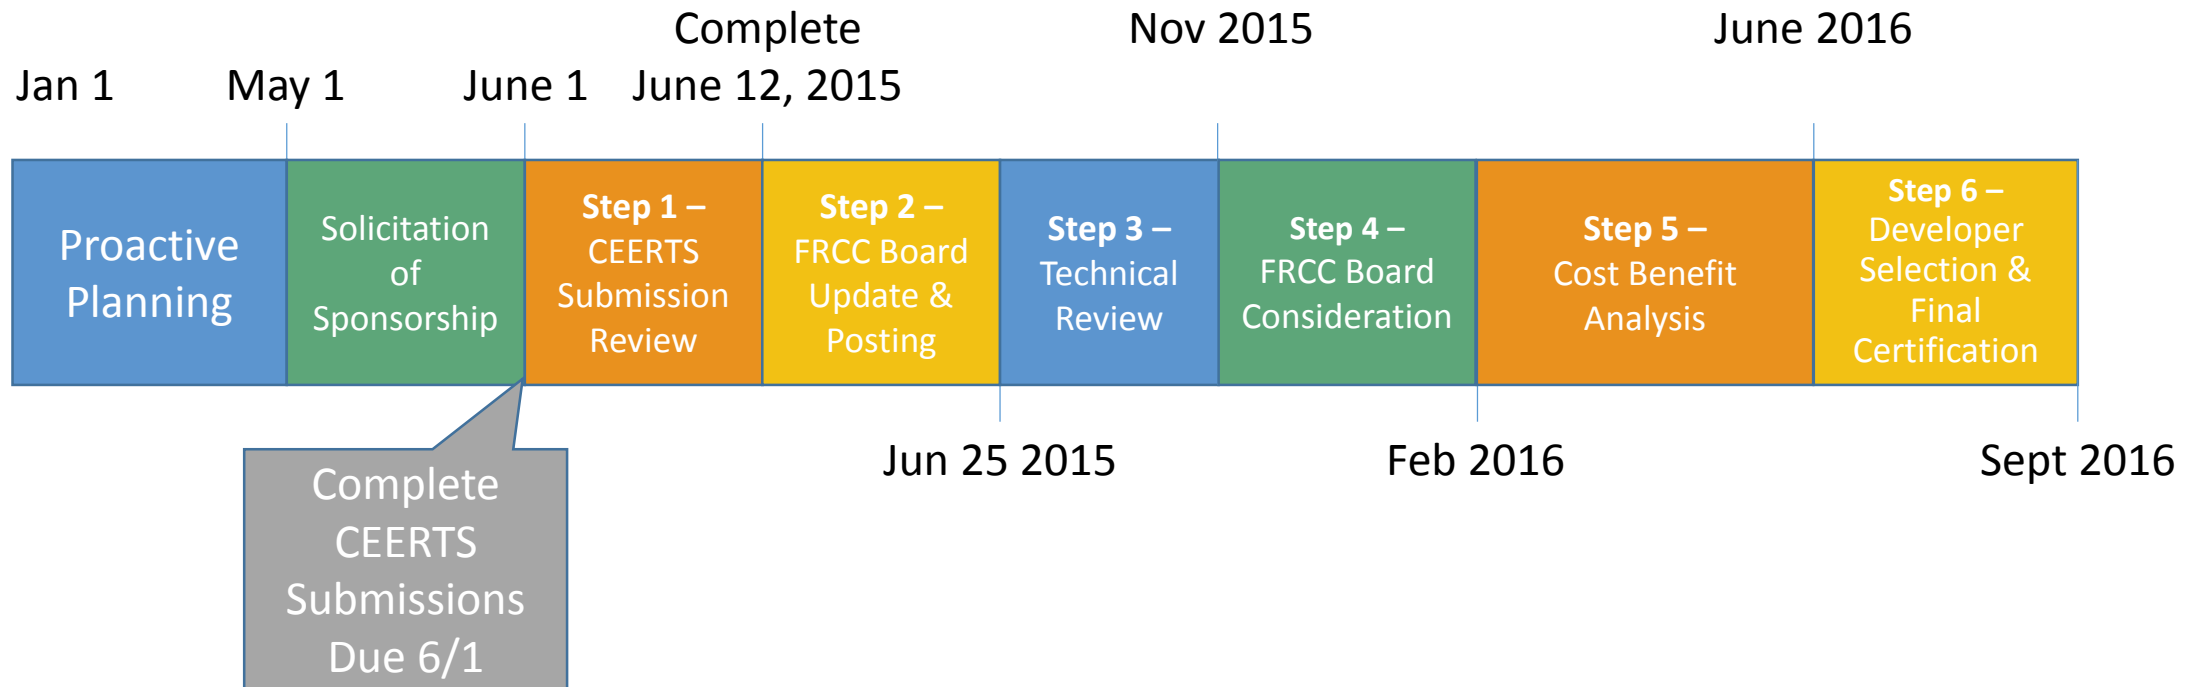 Complete
Nov 2015
June 2016
Jan 1
May 1
June 1
June 12, 2015
Proactive
Planning
Solicitation
of
Sponsorship
Step 1 –
CEERTS
Submission
Review
Step 2 –
FRCC Board
Update &
Posting
Step 3 –
Technical
Review
Step 4 –
FRCC Board
Consideration
Step 5 –
Cost Benefit
Analysis
Step 6 –
Developer
Selection &
Final
Certification
Jun 25 2015
Feb 2016
Sept 2016
Complete
CEERTS
Submissions
Due 6/1